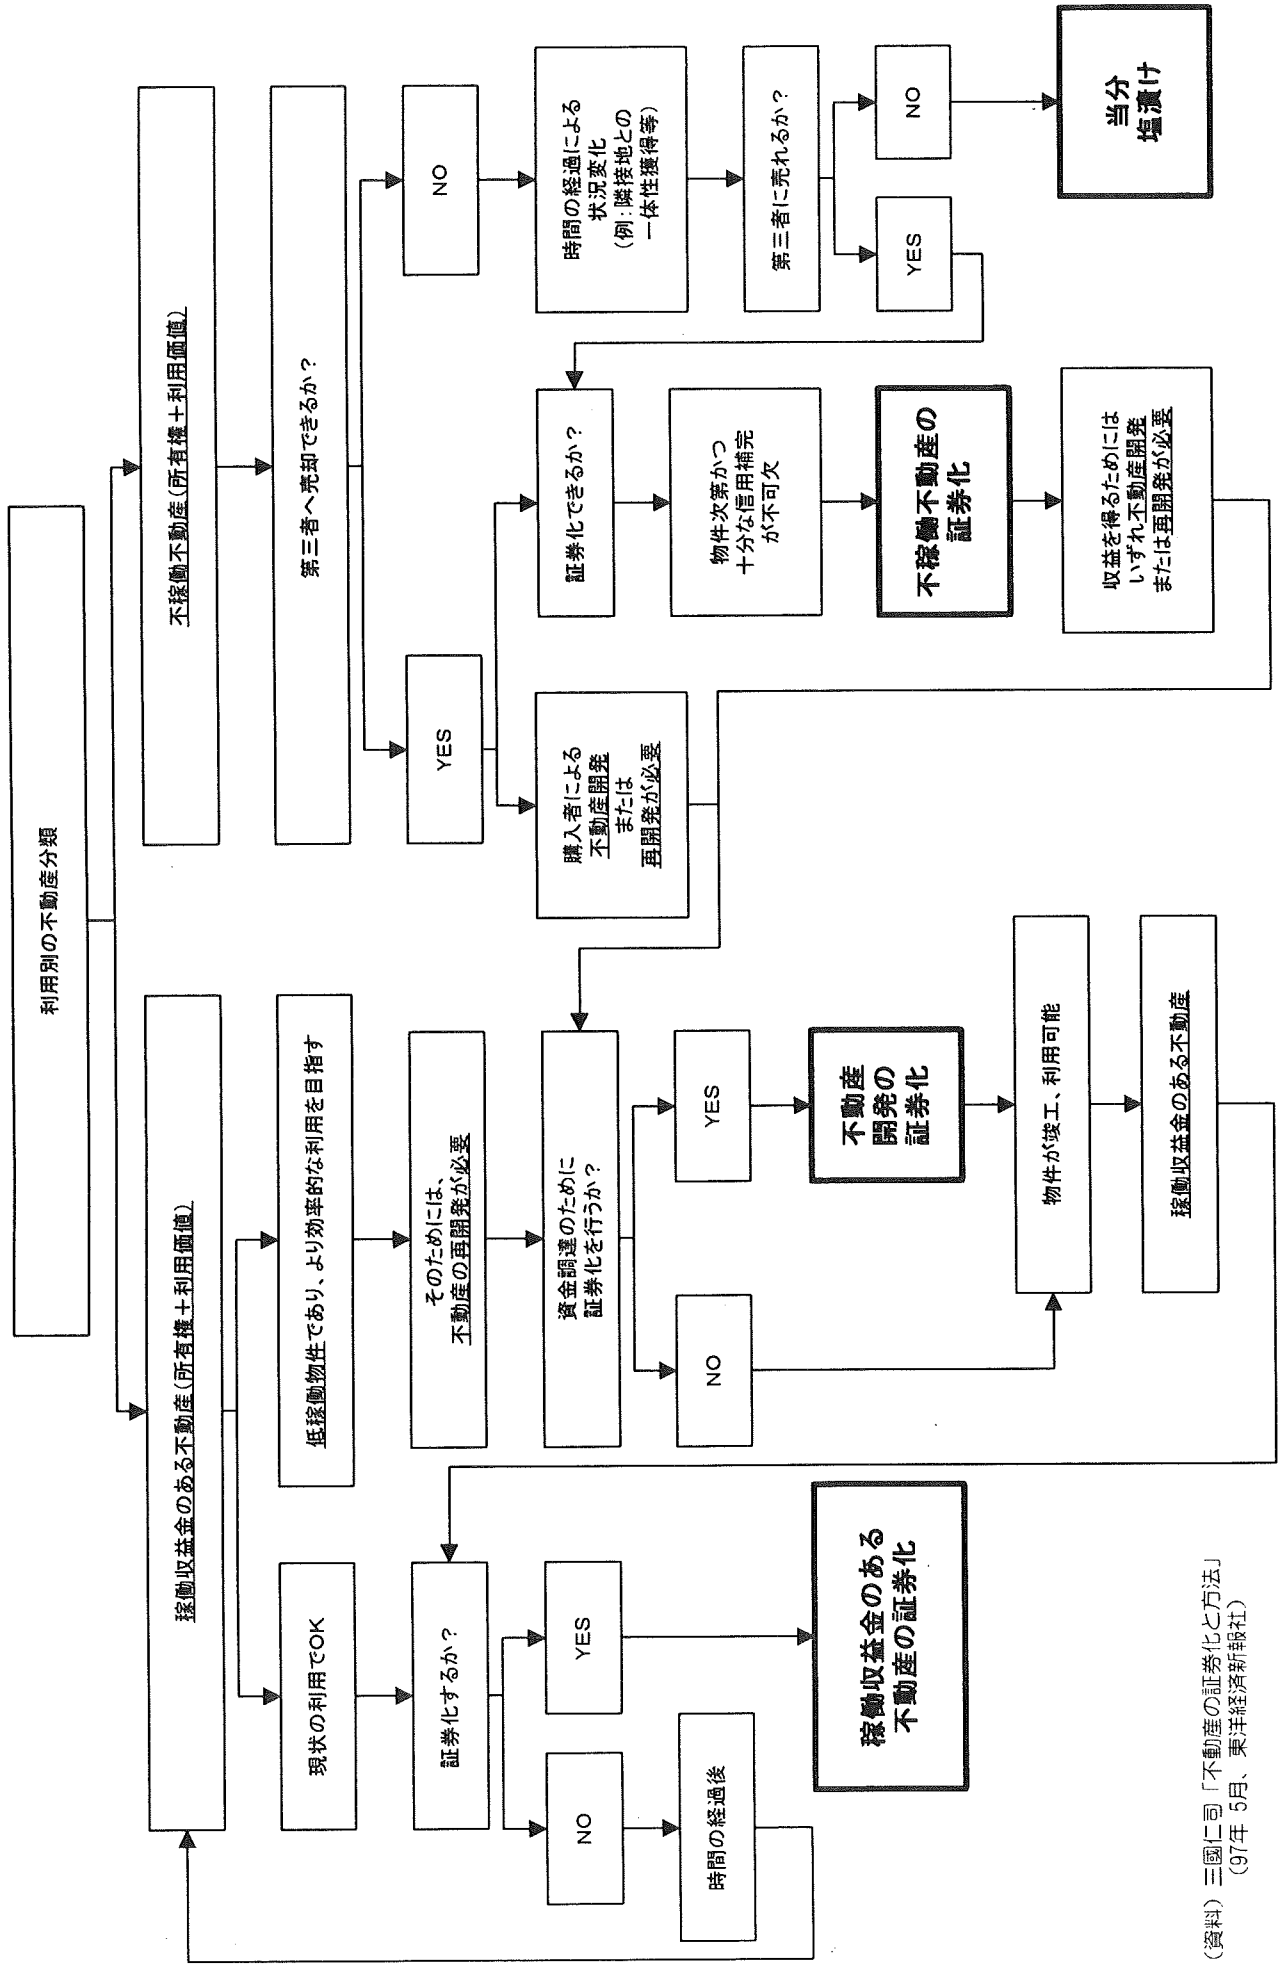 利用別の不動産分類
稼働収益金のある不動産(所有権+利用価値)
現状の利用でOK
証券化するか?
NO
時間の経過後
YES
稼働収益金のある
不動産の証券化
低稼働物件であり、より効率的な利用を目指す
そのためには、
不動産の再開発が必要
資金調達のために
証券化を行うか?
NO
YES
不動産
開発の
証券化
物件が竣工、利用可能
稼働収益金のある不動産
不稼働不動産(所有権+利用価値)
第三者へ売却できるか?
YES
購入者による
不動産開発
または
再開発が必要
証券化できるか?
物件次第かつ
十分な信用補完
が不可欠
不稼働不動産の
証券化
収益を得るためには
いずれ不動産開発
または再開発が必要
NO
時間の経過による
状況変化
(例:隣接地との
一体性獲得等)
第三者に売れるか?
YES
NO
当分
塩漬け
(資料) 三國仁司「不動産の証券化と方法」
(97年 5月、東洋経済新報社)